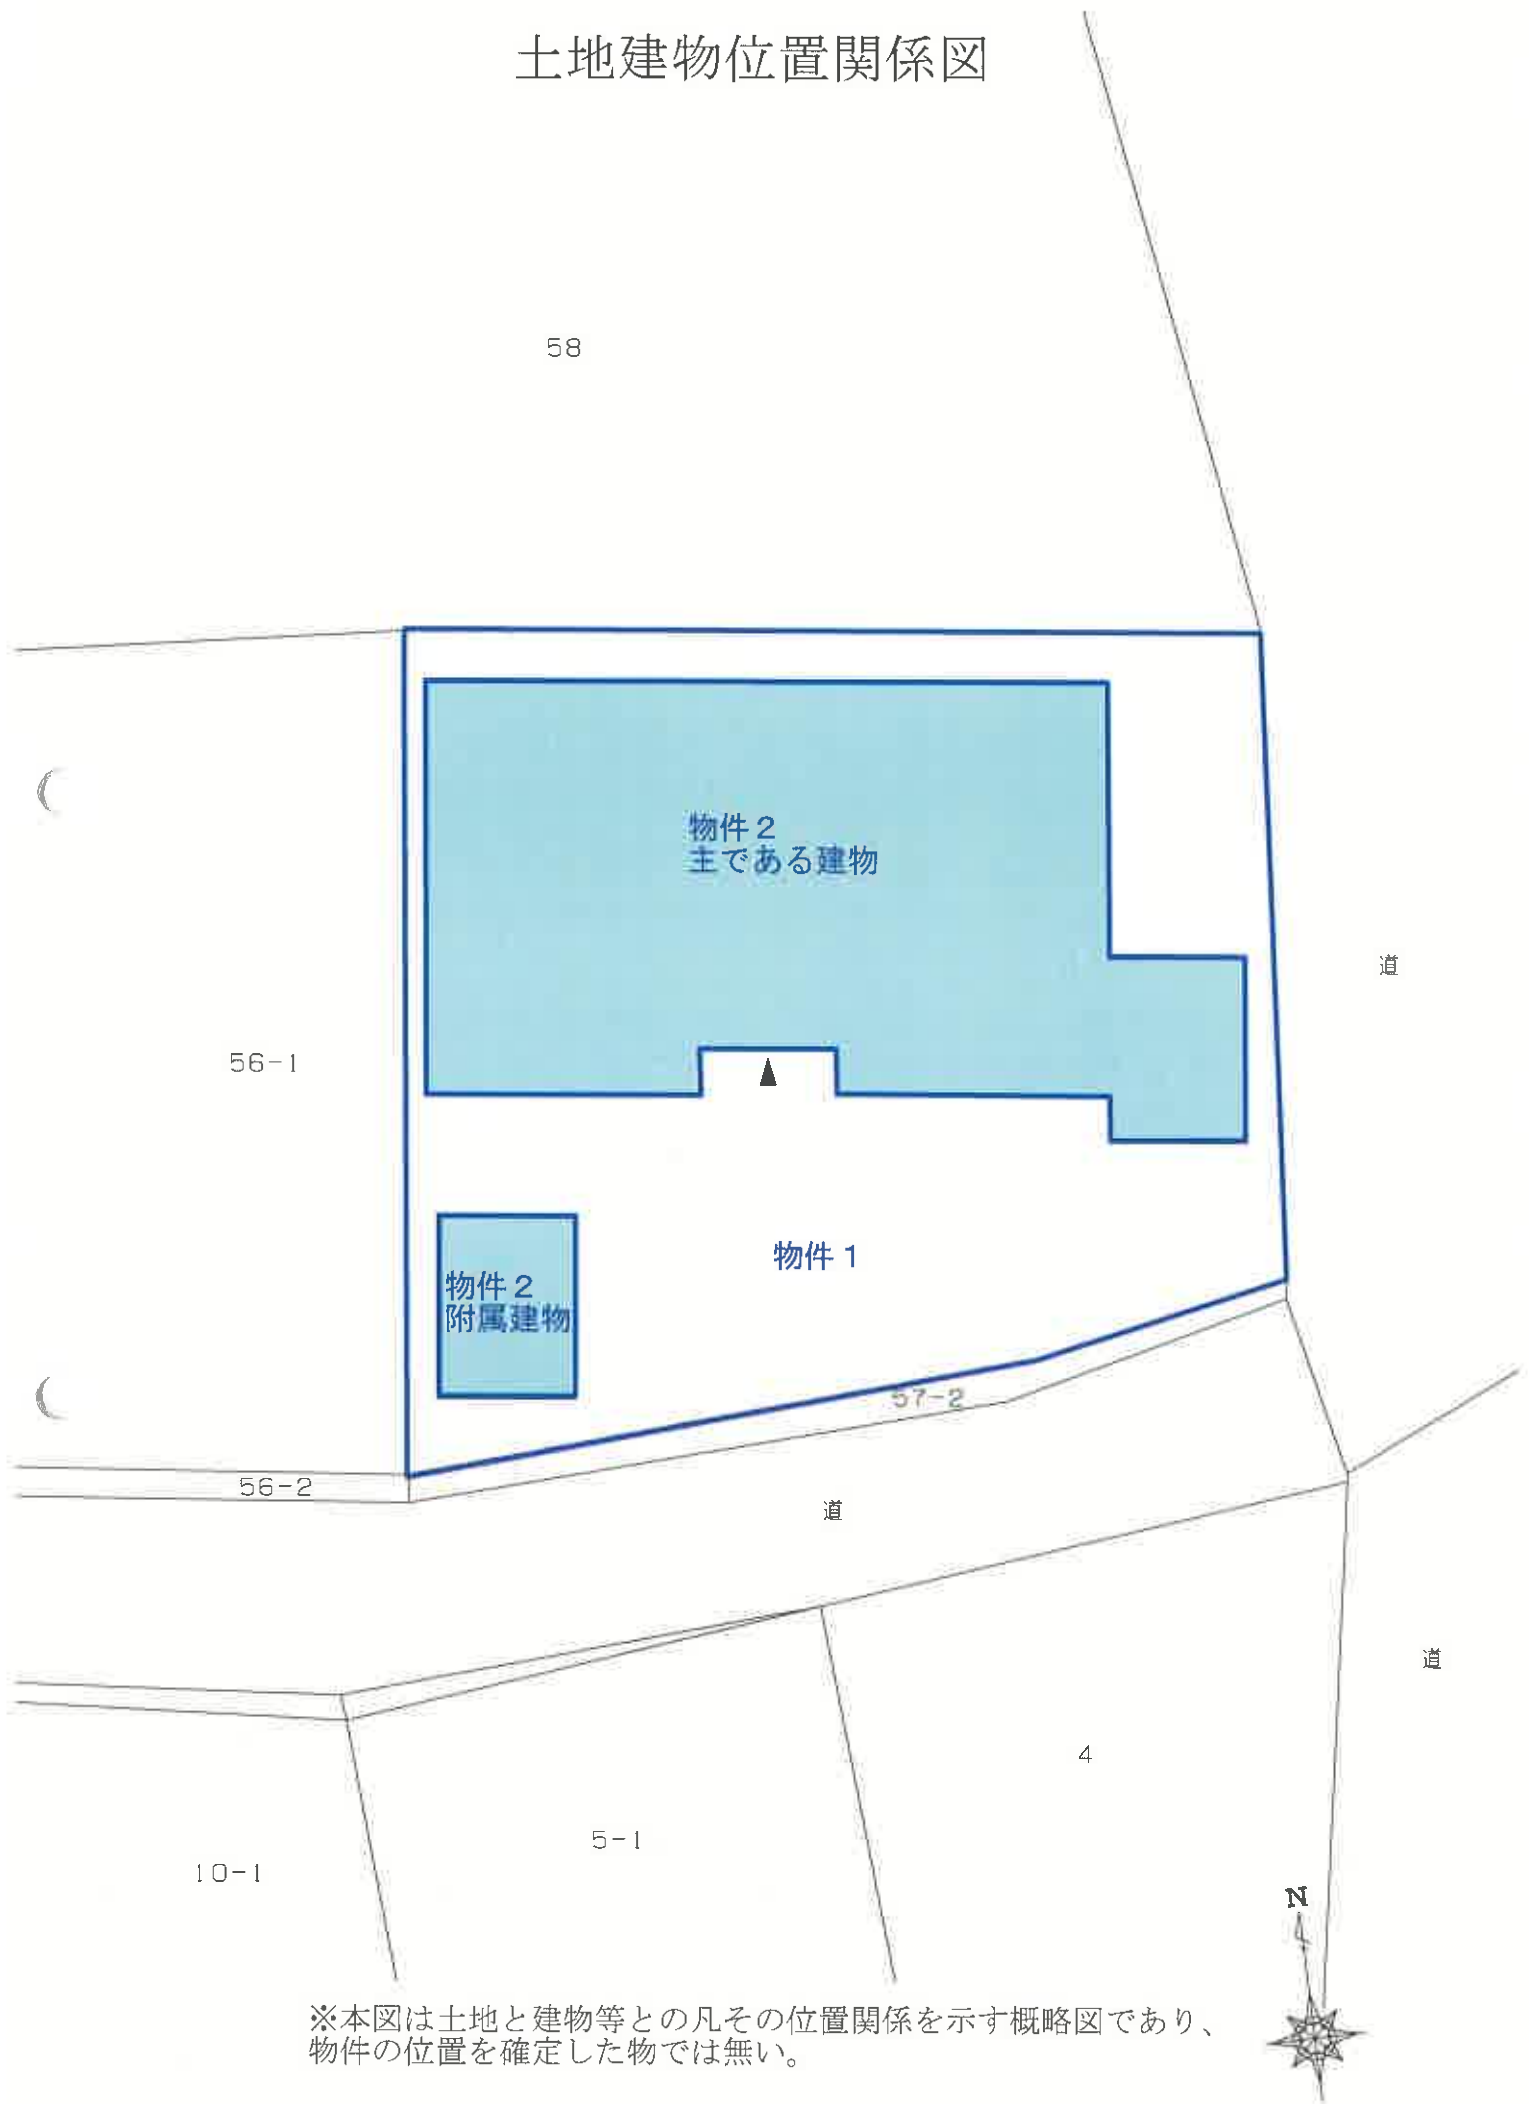 土地建物位置関係図
58
物件２
主である建物
道
56-1
物件１
物件２
附属建物
57-2
56-2
道
道
4
5-1
10-1
N
※本図は土地と建物等との凡その位置関係を示す概略図であり、
物件の位置を確定した物では無い。